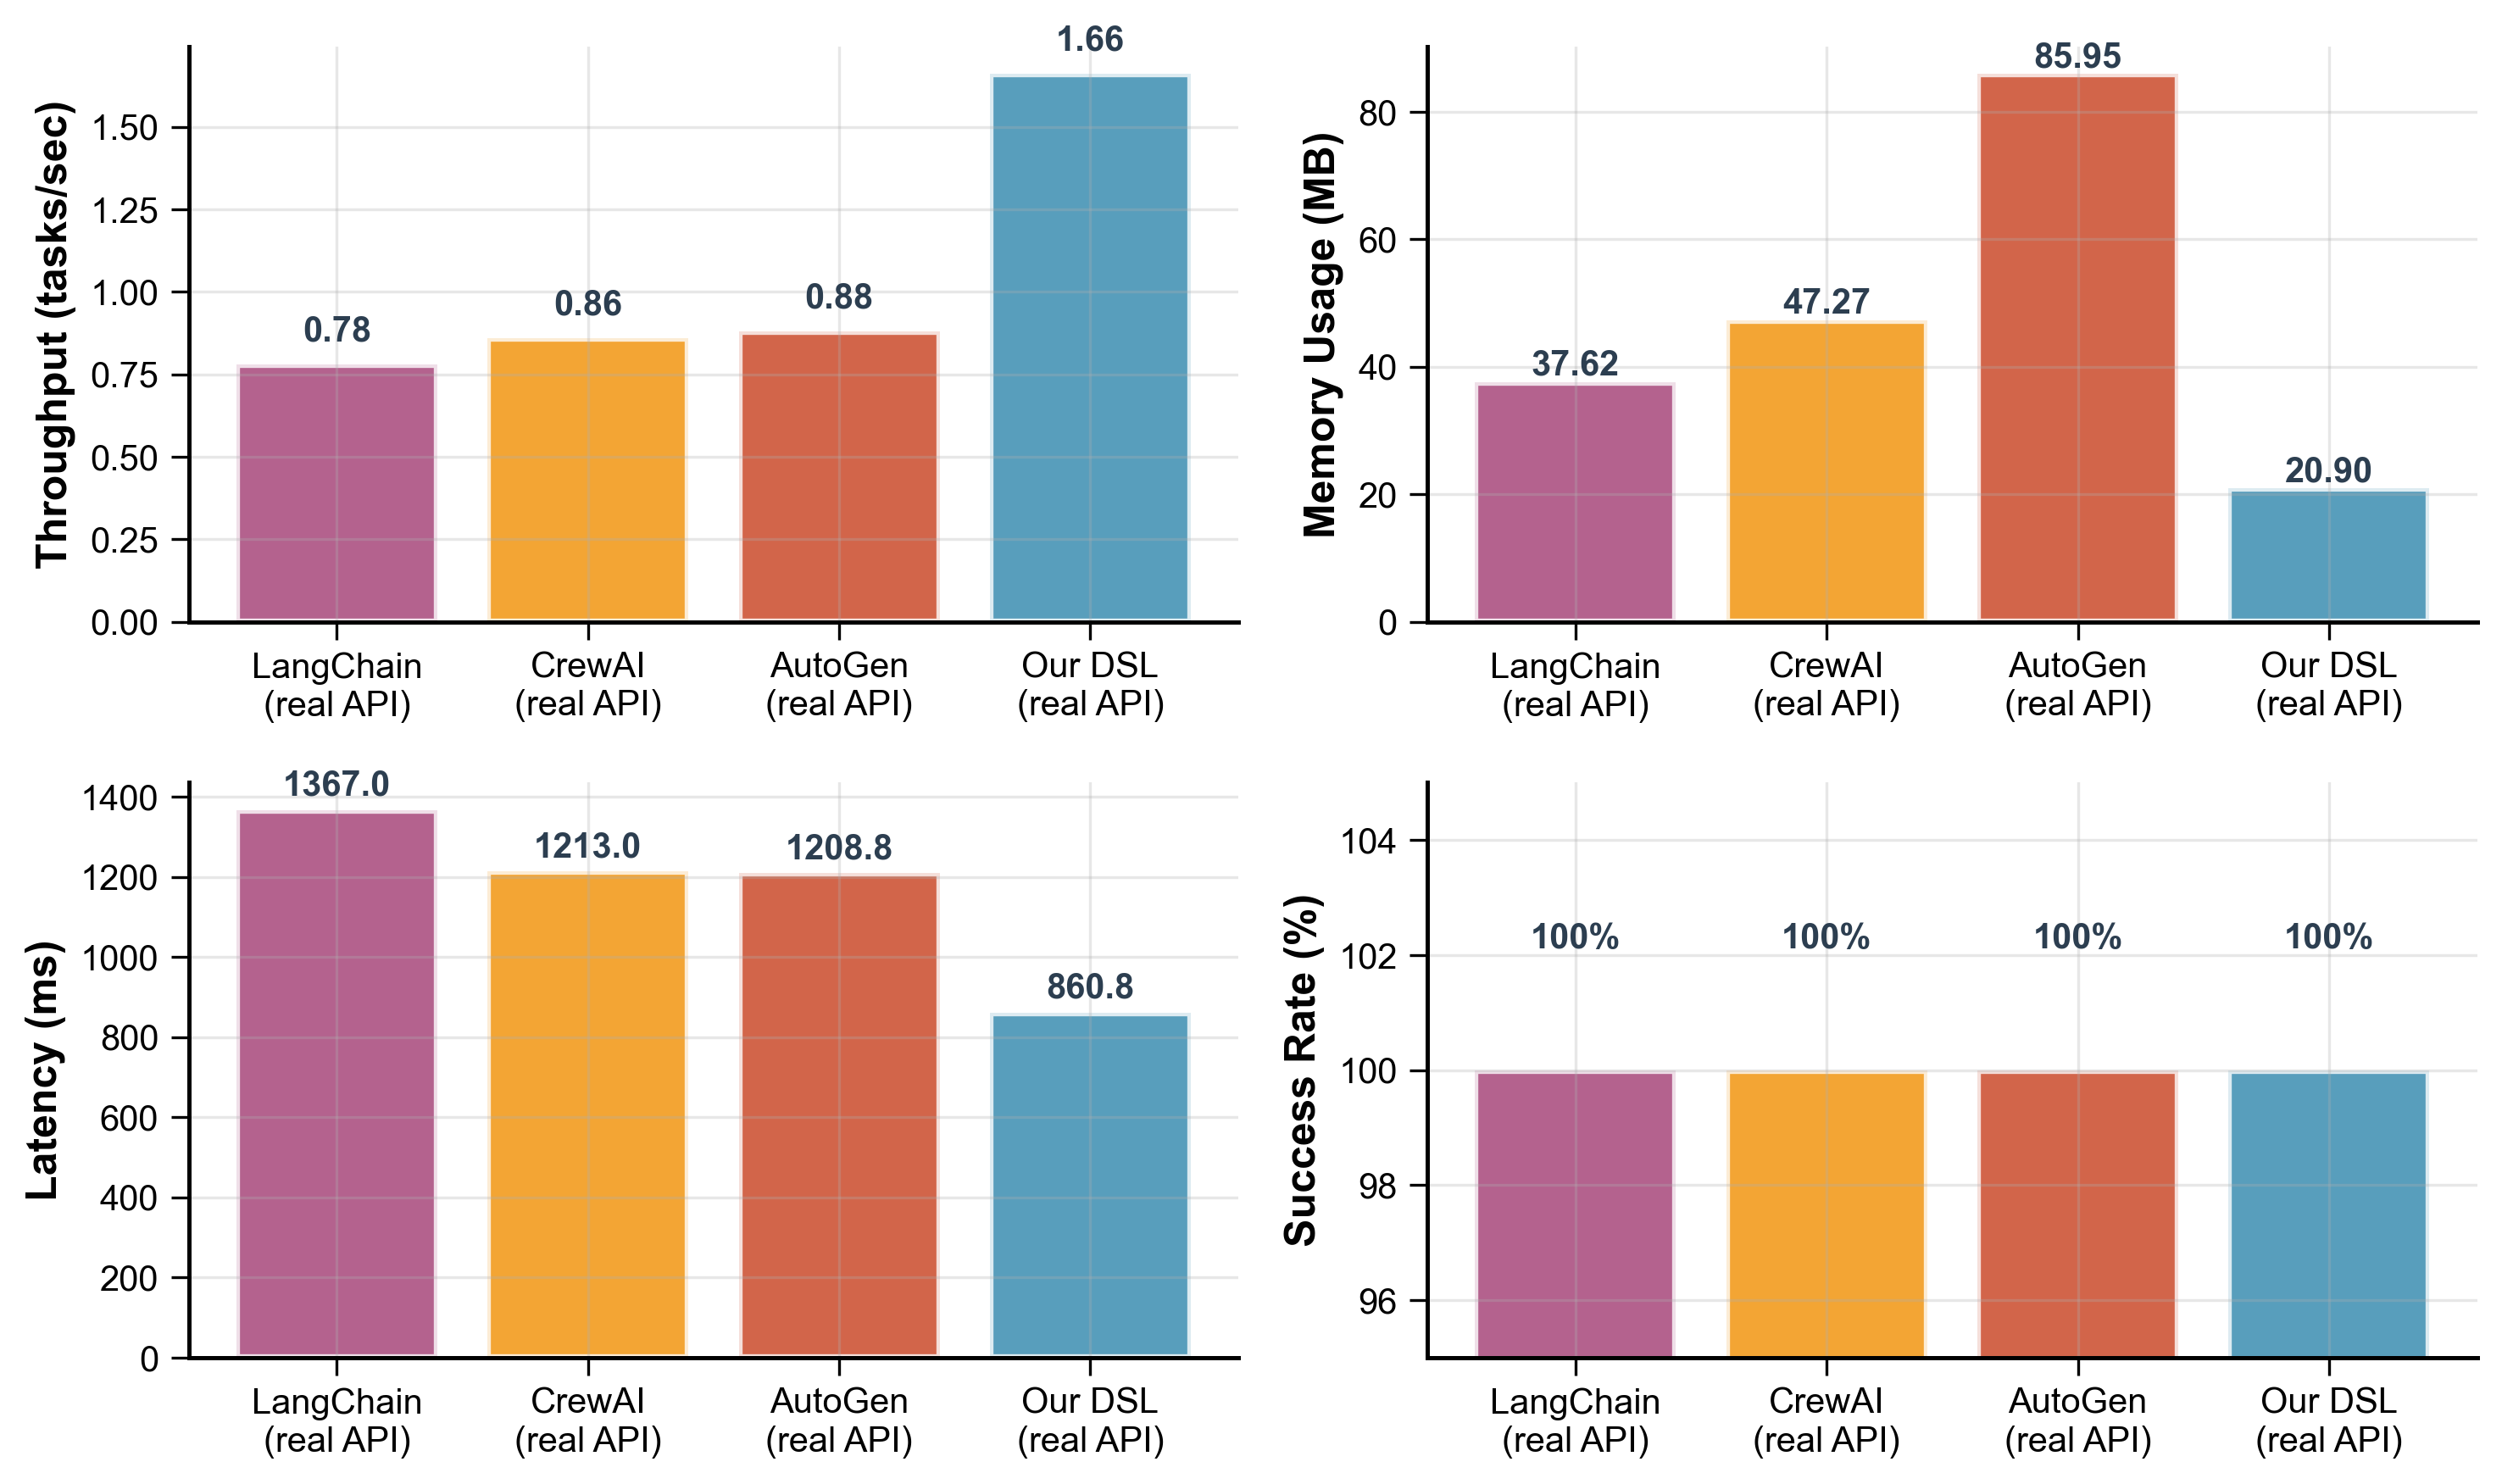 Throughput (tasks/sec)
1.50
1.25
1.00
0.75
0.50
0.25
0.00
0.78
0.86
0.88
1.66
LangChain
(real API)
CrewAI
(real API)
AutoGen
(real API)
Our DSL
(real API)
Memory Usage (MB)
80
60
40
20
0
37.62
47.27
85.95
20.90
LangChain
(real API)
CrewAI
(real API)
AutoGen
(real API)
Our DSL
(real API)
Latency (ms)
1400
1200
1000
800
600
400
200
0
1367.0
1213.0
1208.8
860.8
LangChain
(real API)
CrewAI
(real API)
AutoGen
(real API)
Our DSL
(real API)
Success Rate (%)
104
102
100
98
96
100%
100%
100%
100%
LangChain
(real API)
CrewAI
(real API)
AutoGen
(real API)
Our DSL
(real API)